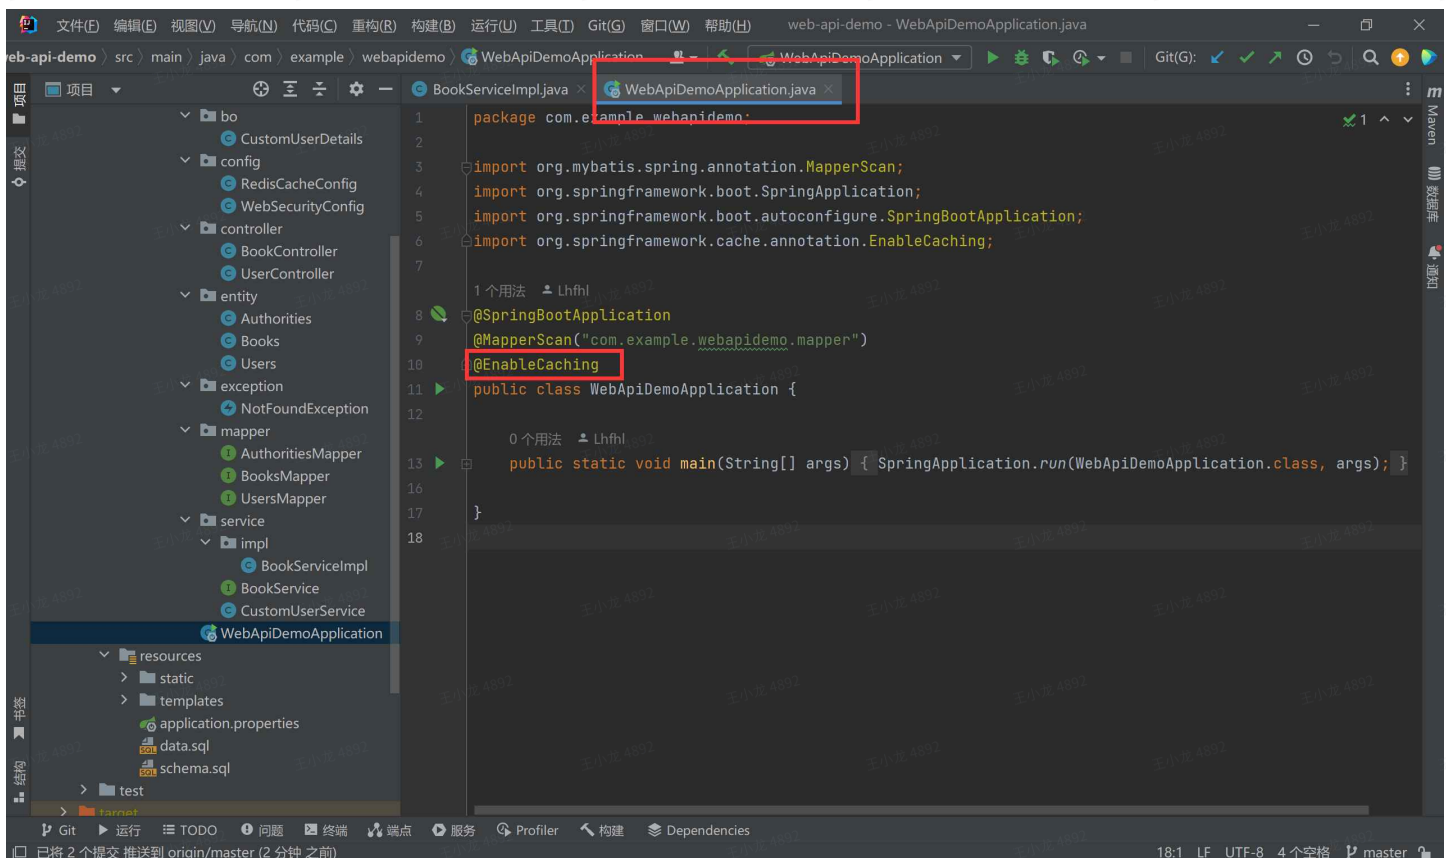 文件(F) 编辑(E) 视图(V) 导航(N) 代码(C) 重构(R) 构建(B) 运行(U) 工具(T) Git(G) 窗口(W) 帮助(H) web-api-demo - WebApiDemoApplication.java
eb-api-demo 〉 src 〉 main 〉 java 〉 com 〉 example 〉 webapidemo 〉 WebApiDemoApplication WebApiDemoApplication Git(G):
项目
BookServiceImpl.java WebApiDemoApplication.java
项目
提交
书签
结构
bo
CustomUserDetails
config
RedisCacheConfig
WebSecurityConfig
controller
BookController
UserController
entity
Authorities
Books
Users
exception
NotFoundException
mapper
AuthoritiesMapper
BooksMapper
UsersMapper
service
impl
BookServiceImpl
BookService
CustomUserService
WebApiDemoApplication
resources
static
templates
application.properties
data.sql
schema.sql
test
target
1 package com.example.webapidemo;
2
3 import org.mybatis.spring.annotation.MapperScan;
4 import org.springframework.boot.SpringApplication;
5 import org.springframework.boot.autoconfigure.SpringBootApplication;
6 import org.springframework.cache.annotation.EnableCaching;
7
1 个用法 Lhfhl
8 @SpringBootApplication
9 @MapperScan("com.example.webapidemo.mapper")
10 @EnableCaching
11 public class WebApiDemoApplication {
12
0 个用法 Lhfhl
13 public static void main(String[] args) { SpringApplication.run(WebApiDemoApplication.class, args); }
16
17 }
18
1
m
Maven
数据库
通知
王小龙 4892
Git 运行 TODO 问题 终端 端点 服务 Profiler 构建 Dependencies
已将 2 个提交 推送到 origin/master (2 分钟 之前) 18:1 LF UTF-8 4 个空格 master